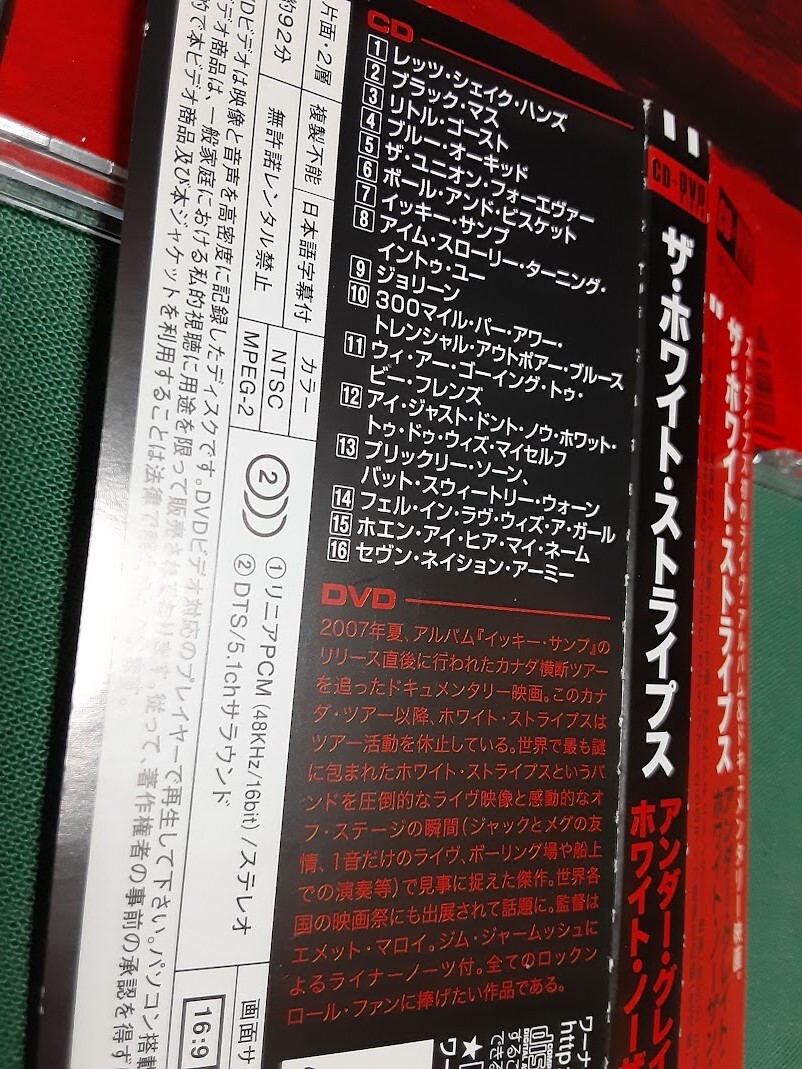 CD
1 レッツ・シェイク・ハンズ
2 ブラック・マス
3 リトル・ゴースト
4 ブルー・オーキッド
5 ザ・ユニオン・フォーエヴァー
6 ボール・アンド・ビスケット
7 イッキー・サンプ
8 アイム・スローリー・ターニング・
イントゥ・ユー
9 ジョリーン
10 300マイル・パー・アワー・
トレンシャル・アウトポアー・ブルース
11 ウィ・アー・ゴーイング・トゥ・
ビー・フレンズ
12 アイ・ジャスト・ドント・ノウ・ホワット・
トゥ・ドゥ・ウィズ・マイセルフ
13 プリックリー・ソーン、
バット・スウィートリー・ウォーン
14 フェル・イン・ラヴ・ウィズ・ア・ガール
15 ホエン・アイ・ヒア・マイ・ネーム
16 セヴン・ネイション・アーミー
DVD
2007年夏、アルバム『イッキー・サンプ』の
リリース直後に行われたカナダ横断ツアー
を追ったドキュメンタリー映画。このカナ
ダ・ツアー以降、ホワイト・ストライプスは
ツアー活動を休止している。世界で最も謎
に包まれたホワイト・ストライプスというバ
ンドを圧倒的なライヴ映像と感動的なオ
フ・ステージの瞬間(ジャックとメグの友
情、1音だけのライヴ、ボーリング場や船上
での演奏等)で見事に捉えた傑作。世界各
国の映画祭にも出展されて話題に。監督は
エメット・マロイ。ジム・ジャームッシュに
よるライナーノーツ付。全てのロックン
ロール・ファンに捧げたい作品である。
片面・2層
複製不能
日本語字幕付
カラー
約92分
無許諾レンタル禁止
NTSC
MPEG-2
2
① リニアPCM (48KHz/16bit) /ステレオ
② DTS/5.1chサラウンド
画面サ
16:9
DVDビデオは映像と音声を高密度に記録したディスクです。DVDビデオ対応のプレイヤーで再生して下さい。パソコン搭載
デオ商品は、一般家庭における私的視聴に用途を限って販売されております。従って、著作権者の事前の承認を得ず
的で本ビデオ商品及び本ジャケットを利用することは法律で
CD+DVD
ザ・ホワイト・ストライプス
アンダー・グレイ
ホワイト・ノーザ
ザ・ホワイト・ストライプス
ワーナ
http: